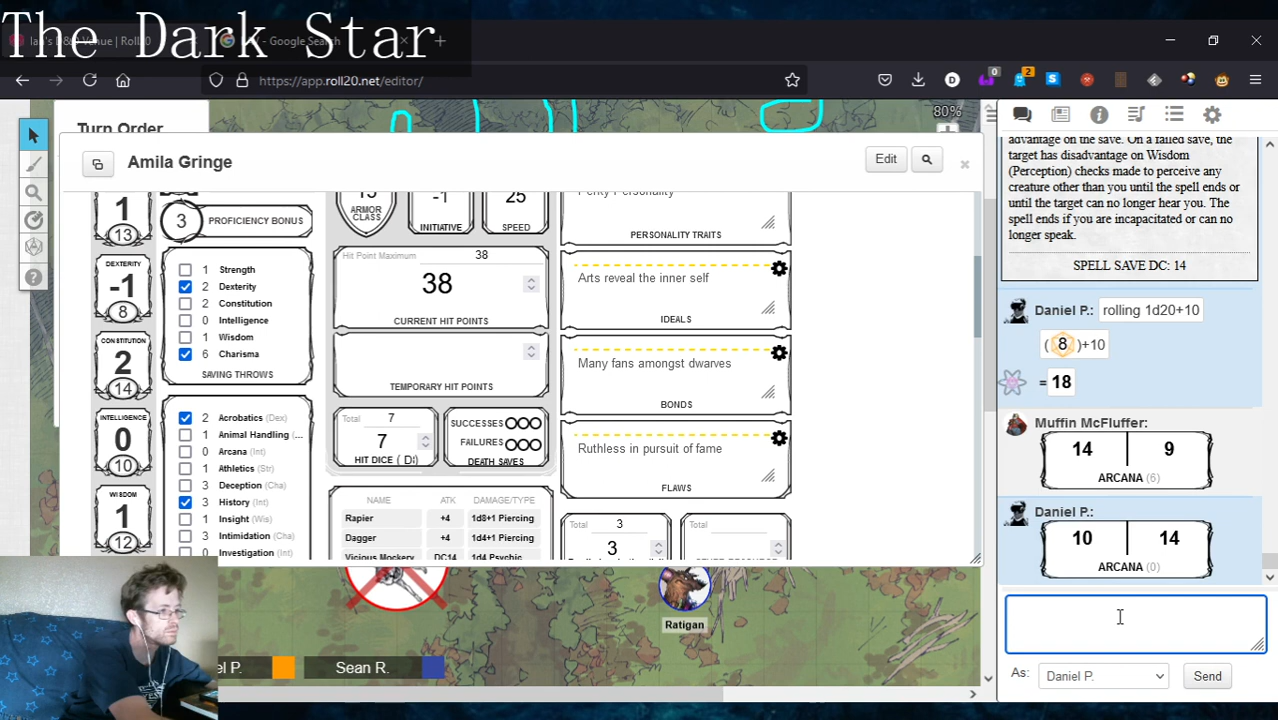 The Dark Star
Google Search
https://app.roll20.net/editor/
0
2
D
S
Turn Order
80%
Amila Gringe
Edit
1
13
3
PROFICIENCY BONUS
ARMOR
CLASS
-1
INITIATIVE
25
SPEED
Perky Personality
PERSONALITY TRAITS
DEXTERITY
-1
8
1 Strength
2 Dexterity
2 Constitution
0 Intelligence
1 Wisdom
6 Charisma
SAVING THROWS
Hit Point Maximum 38
38
CURRENT HIT POINTS
TEMPORARY HIT POINTS
Arts reveal the inner self
IDEALS
Many fans amongst dwarves
BONDS
Ruthless in pursuit of fame
FLAWS
CONSTITUTION
2
14
INTELLIGENCE
0
10
WISDOM
1
12
2 Acrobatics (Dex)
1 Animal Handling (...
0 Arcana (Int)
1 Athletics (Str)
3 Deception (Cha)
3 History (Int)
1 Insight (Wis)
3 Intimidation (Cha)
0 Investigation (Int)
Total 7
7
HIT DICE
SUCCESSES
FAILURES
DEATH SAVES
NAME ATK DAMAGE/TYPE
Rapier +4 1d8+1 Piercing
Dagger +4 1d4+1 Piercing
Vicious Mockery DC14 1d4 Psychic
Total 3
3
Total
Ratigan
el P.
Sean R.
advantage on the save. On a failed save, the
target has disadvantage on Wisdom
(Perception) checks made to perceive any
creature other than you until the spell ends or
until the target can no longer hear you. The
spell ends if you are incapacitated or can no
longer speak.
SPELL SAVE DC: 14
Daniel P.: rolling 1d20+10
(8)+10
= 18
Muffin McFluffer:
14 9
ARCANA (6)
Daniel P.:
10 14
ARCANA (0)
As: Daniel P. Send